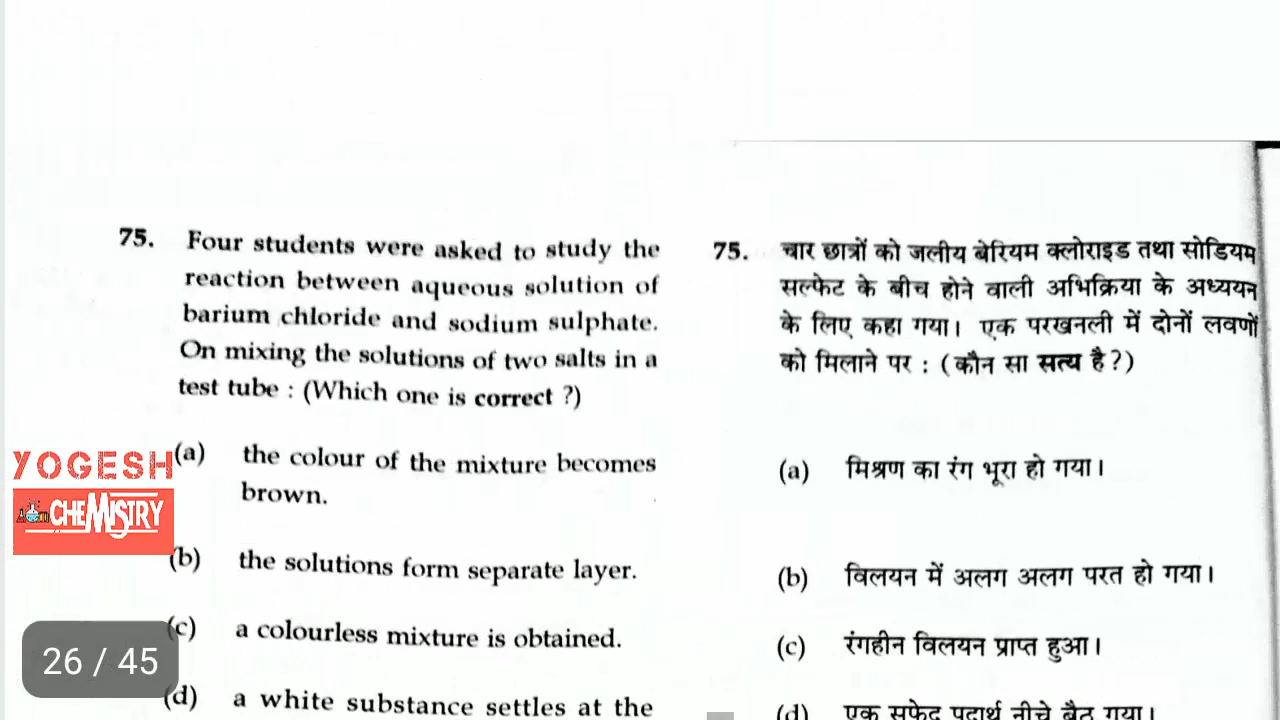 75. Four students were asked to study the
reaction between aqueous solution of
barium chloride and sodium sulphate.
On mixing the solutions of two salts in a
test tube : (Which one is correct ?)
(a) the colour of the mixture becomes
brown.
(b) the solutions form separate layer.
(c) a colourless mixture is obtained.
(d) a white substance settles at the
75. चार छात्रों को जलीय बेरियम क्लोराइड तथा सोडियम
सल्फेट के बीच होने वाली अभिक्रिया के अध्ययन
के लिए कहा गया। एक परखनली में दोनों लवणों
को मिलाने पर : (कौन सा सत्य है?)
(a) मिश्रण का रंग भूरा हो गया।
(b) विलयन में अलग अलग परत हो गया।
(c) रंगहीन विलयन प्राप्त हुआ।
(d) एक सफेद पदार्थ नीचे बैठ गया।
YOGESH
CHEMISTRY
26 / 45